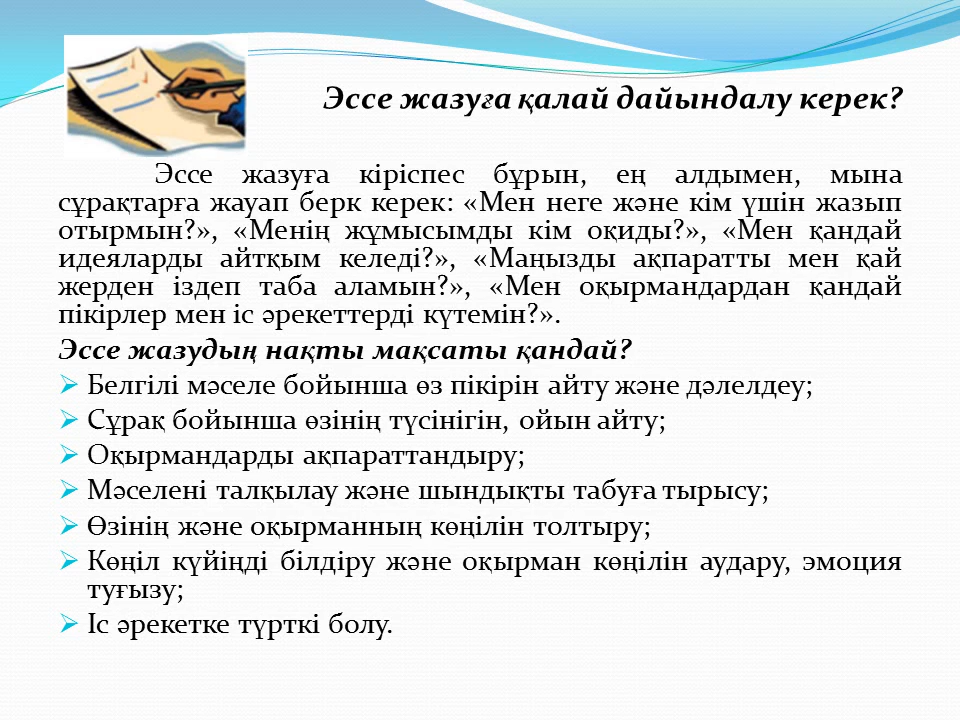 Эссе жазуға қалай дайындалу керек?
Эссе жазуға кіріспес бұрын, ең алдымен, мына
сұрақтарға жауап берк керек: «Мен неге және кім үшін жазып
отырмын?», «Менің жұмысымды кім оқиды?», «Мен қандай
идеяларды айтқым келеді?», «Маңызды ақпаратты мен қай
жерден іздеп таба аламын?», «Мен оқырмандардан қандай
пікірлер мен іс әрекеттерді күтемін?».
Эссе жазудың нақты мақсаты қандай?
➢ Белгілі мәселе бойынша өз пікірін айту және дәлелдеу;
➢ Сұрақ бойынша өзінің түсінігін, ойын айту;
➢ Оқырмандарды ақпараттандыру;
➢ Мәселені талқылау және шындықты табуға тырысу;
➢ Өзінің және оқырманның көңілін толтыру;
➢ Көңіл күйіңді білдіру және оқырман көңілін аудару, эмоция
туғызу;
➢ Іс әрекетке түрткі болу.